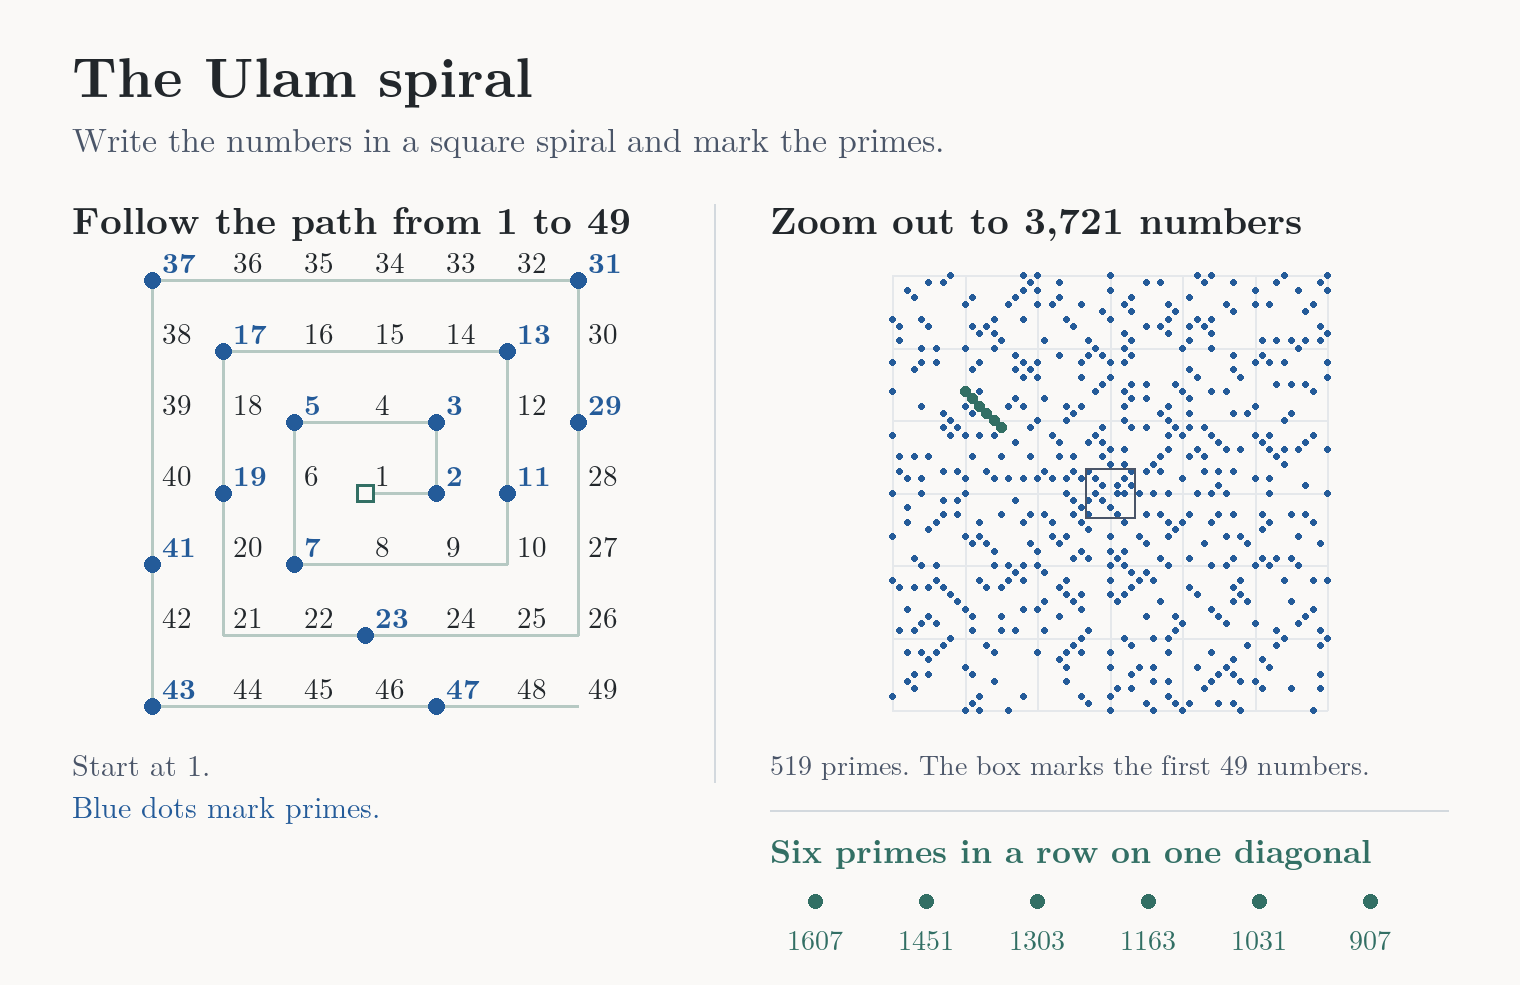 The Ulam spiral
Write the numbers in a square spiral and mark the primes.
Follow the path from 1 to 49
37 36 35 34 33 32 31
38 17 16 15 14 13 30
39 18 5 4 3 12 29
40 19 6 1 2 11 28
41 20 7 8 9 10 27
42 21 22 23 24 25 26
43 44 45 46 47 48 49
Start at 1.
Blue dots mark primes.
Zoom out to 3,721 numbers
519 primes. The box marks the first 49 numbers.
Six primes in a row on one diagonal
1607 1451 1303 1163 1031 907